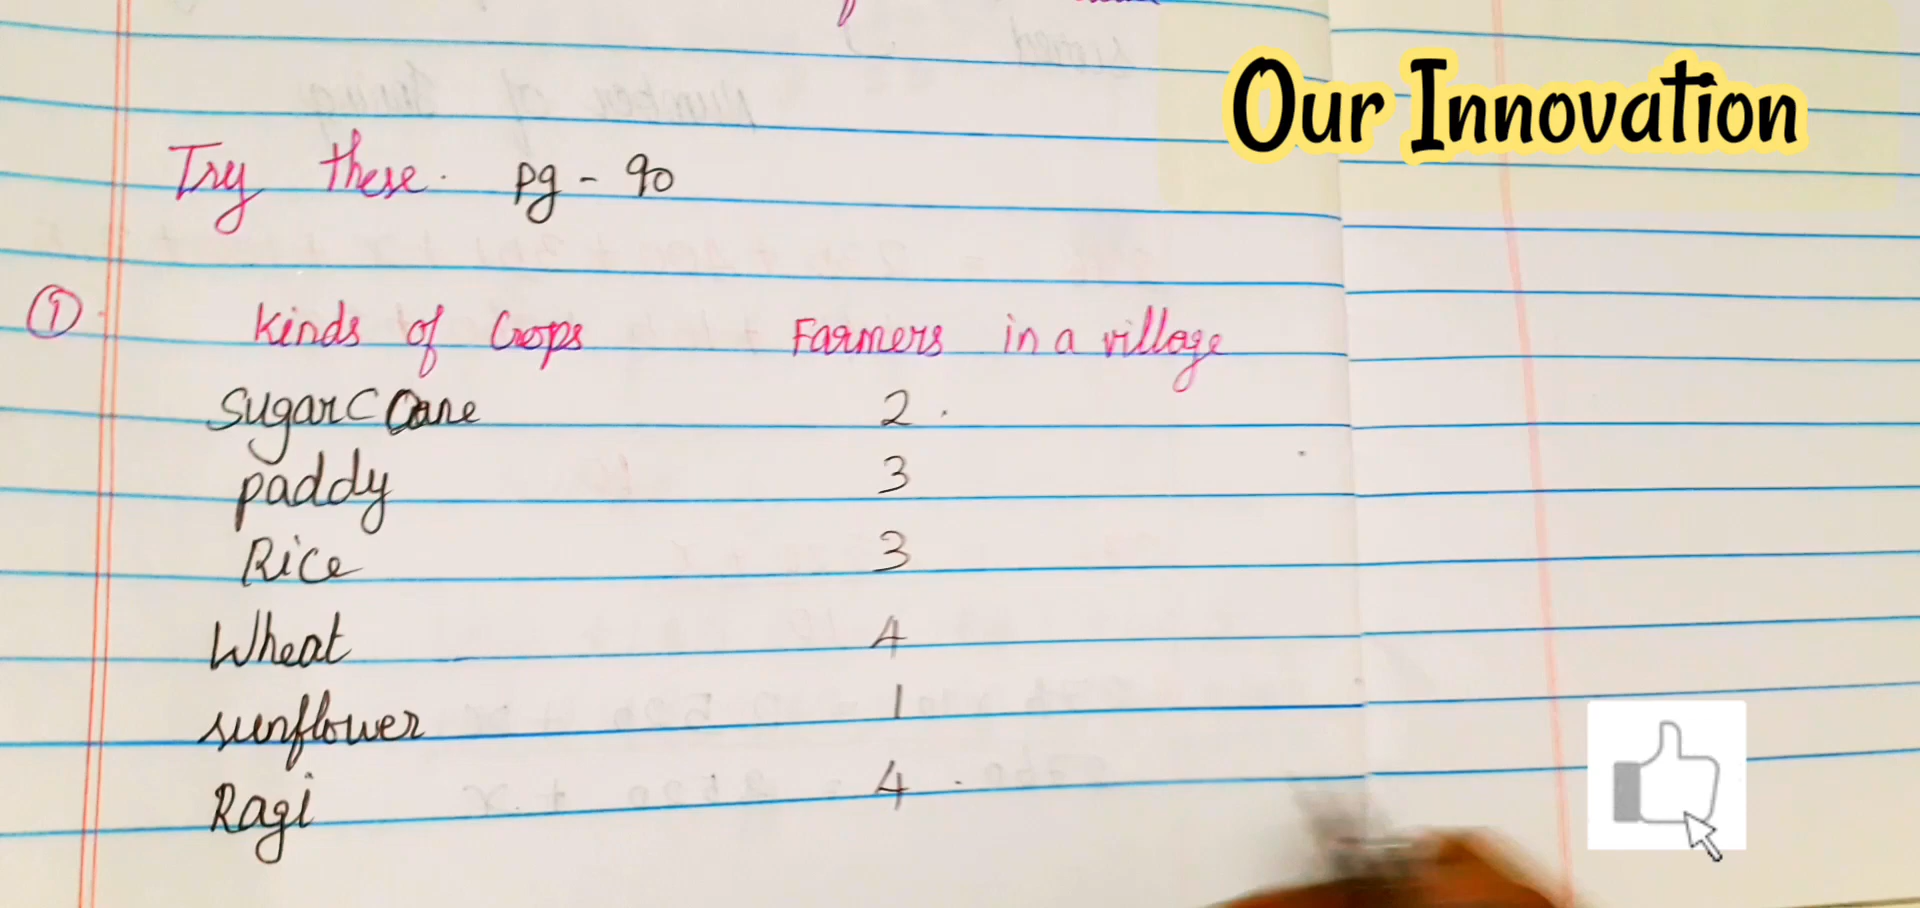 Our Innovation
Try these. pg - 90
① Kinds of Crops Farmers in a village
Sugarcane 2
paddy 3
Rice 3
Wheat 4
sunflower 1
Ragi 4